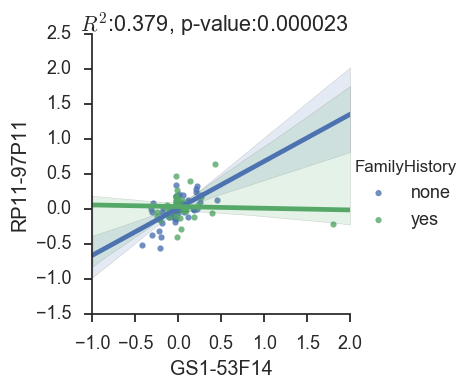 R²:0.379, p-value:0.000023
2.5
2.0
1.5
1.0
0.5
0.0
−0.5
−1.0
−1.5
RP11-97P11
−1.0 −0.5 0.0 0.5 1.0 1.5 2.0
GS1-53F14
FamilyHistory
none
yes